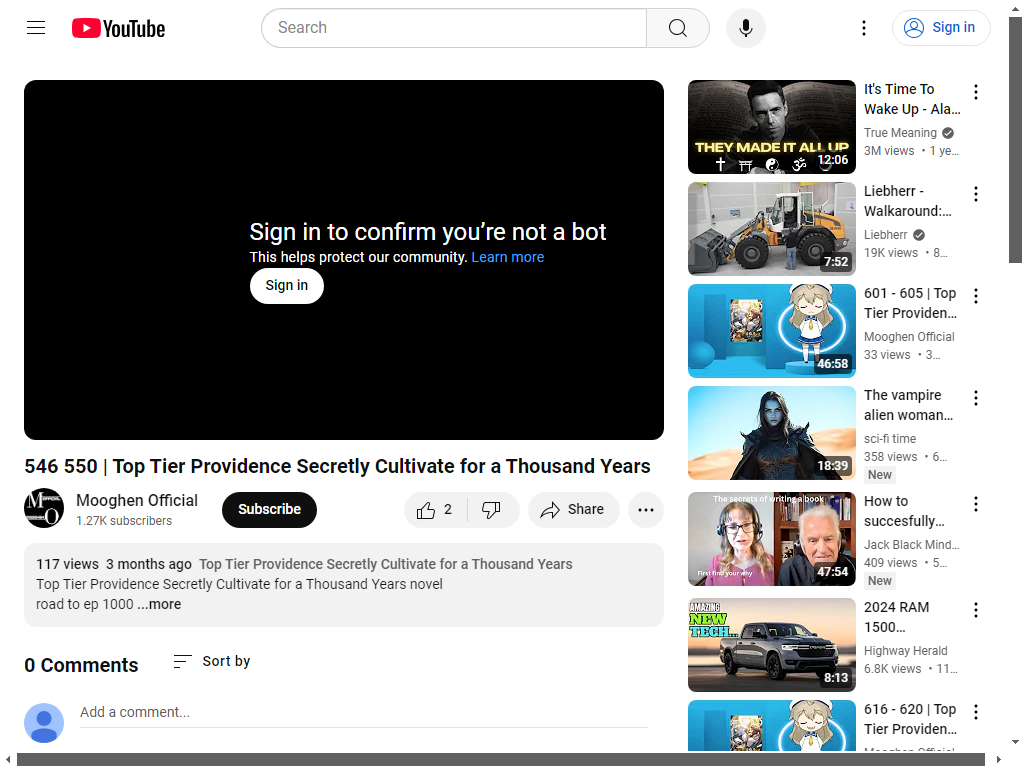 YouTube
Search
Sign in
Sign in to confirm you're not a bot
This helps protect our community. Learn more
Sign in
546 550 | Top Tier Providence Secretly Cultivate for a Thousand Years
Mooghen Official
1.27K subscribers
Subscribe
2
Share
117 views 3 months ago Top Tier Providence Secretly Cultivate for a Thousand Years
Top Tier Providence Secretly Cultivate for a Thousand Years novel
road to ep 1000 ...more
0 Comments
Sort by
Add a comment...
THEY MADE IT ALL UP
12:06
It's Time To
Wake Up - Ala...
True Meaning
3M views • 1 ye...
7:52
Liebherr -
Walkaround:...
Liebherr
19K views • 8...
46:58
601 - 605 | Top
Tier Providen...
Mooghen Official
33 views • 3...
18:39
The vampire
alien woman...
sci-fi time
358 views • 6...
New
The secrets of writing a book
First find your why
47:54
How to
succesfully...
Jack Black Mind...
409 views • 5...
New
AMAZING
NEW
TECH...
8:13
2024 RAM
1500...
Highway Herald
6.8K views • 11...
616 - 620 | Top
Tier Providen...
Mooghen Official